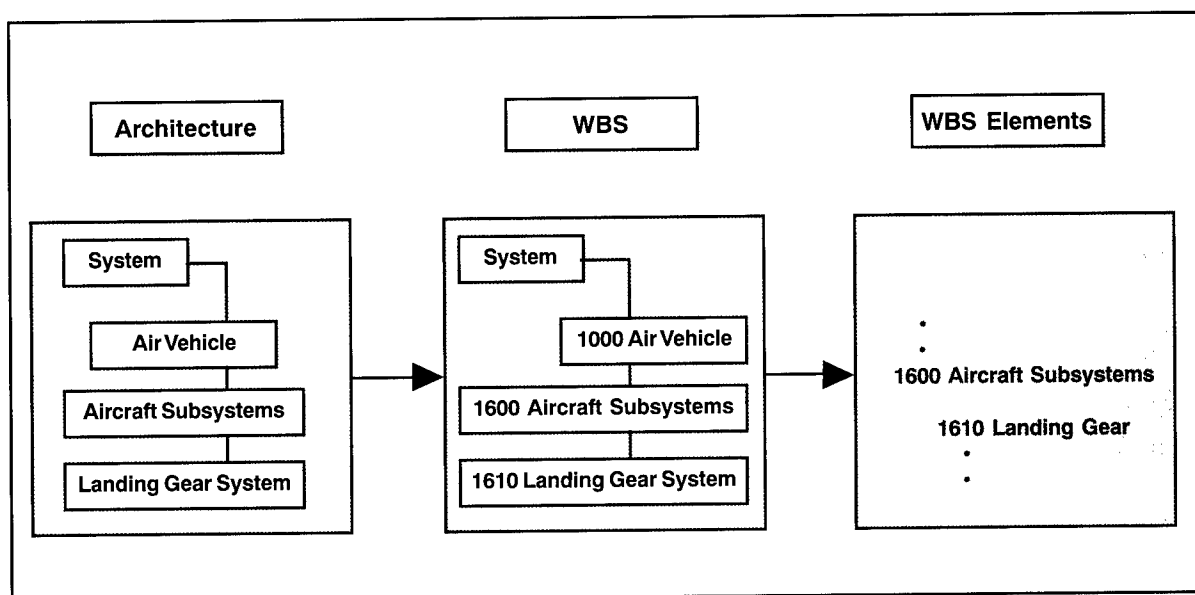 Architecture
WBS
WBS Elements
System
Air Vehicle
Aircraft Subsystems
Landing Gear System
System
1000 Air Vehicle
1600 Aircraft Subsystems
1610 Landing Gear System
1600 Aircraft Subsystems
1610 Landing Gear